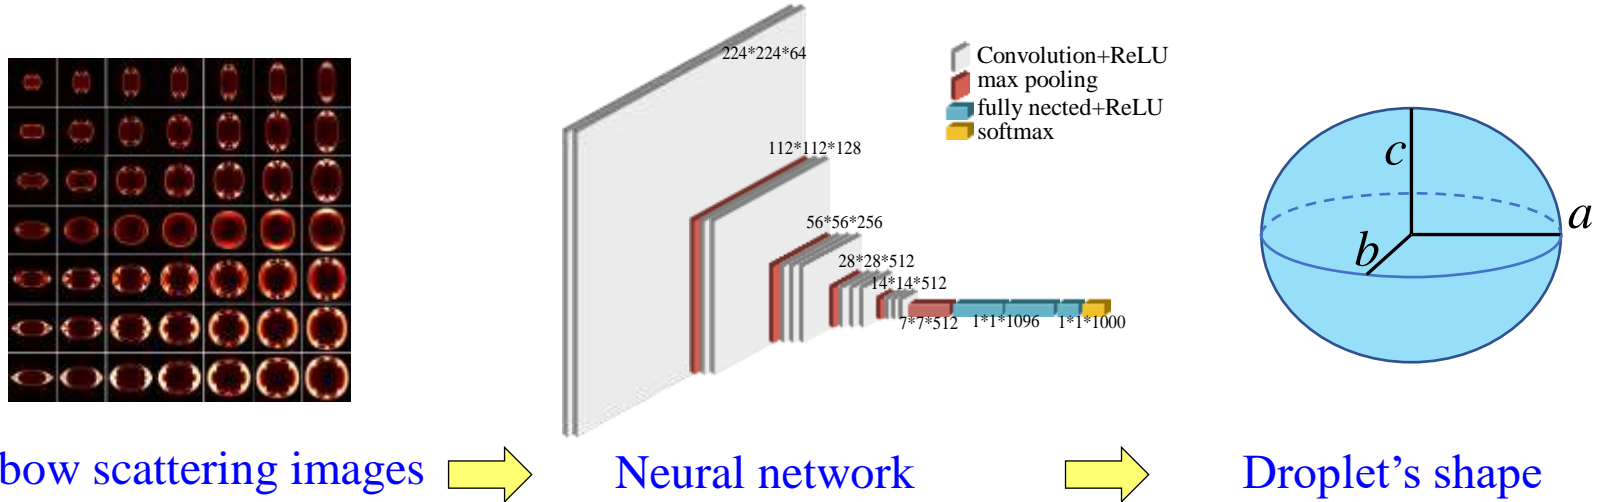 224*224*64
112*112*128
56*56*256
28*28*512
14*14*512
7*7*512
1*1*1096
1*1*1000
Convolution+ReLU
max pooling
fully nected+ReLU
softmax
c
a
b
bow scattering images
Neural network
Droplet’s shape